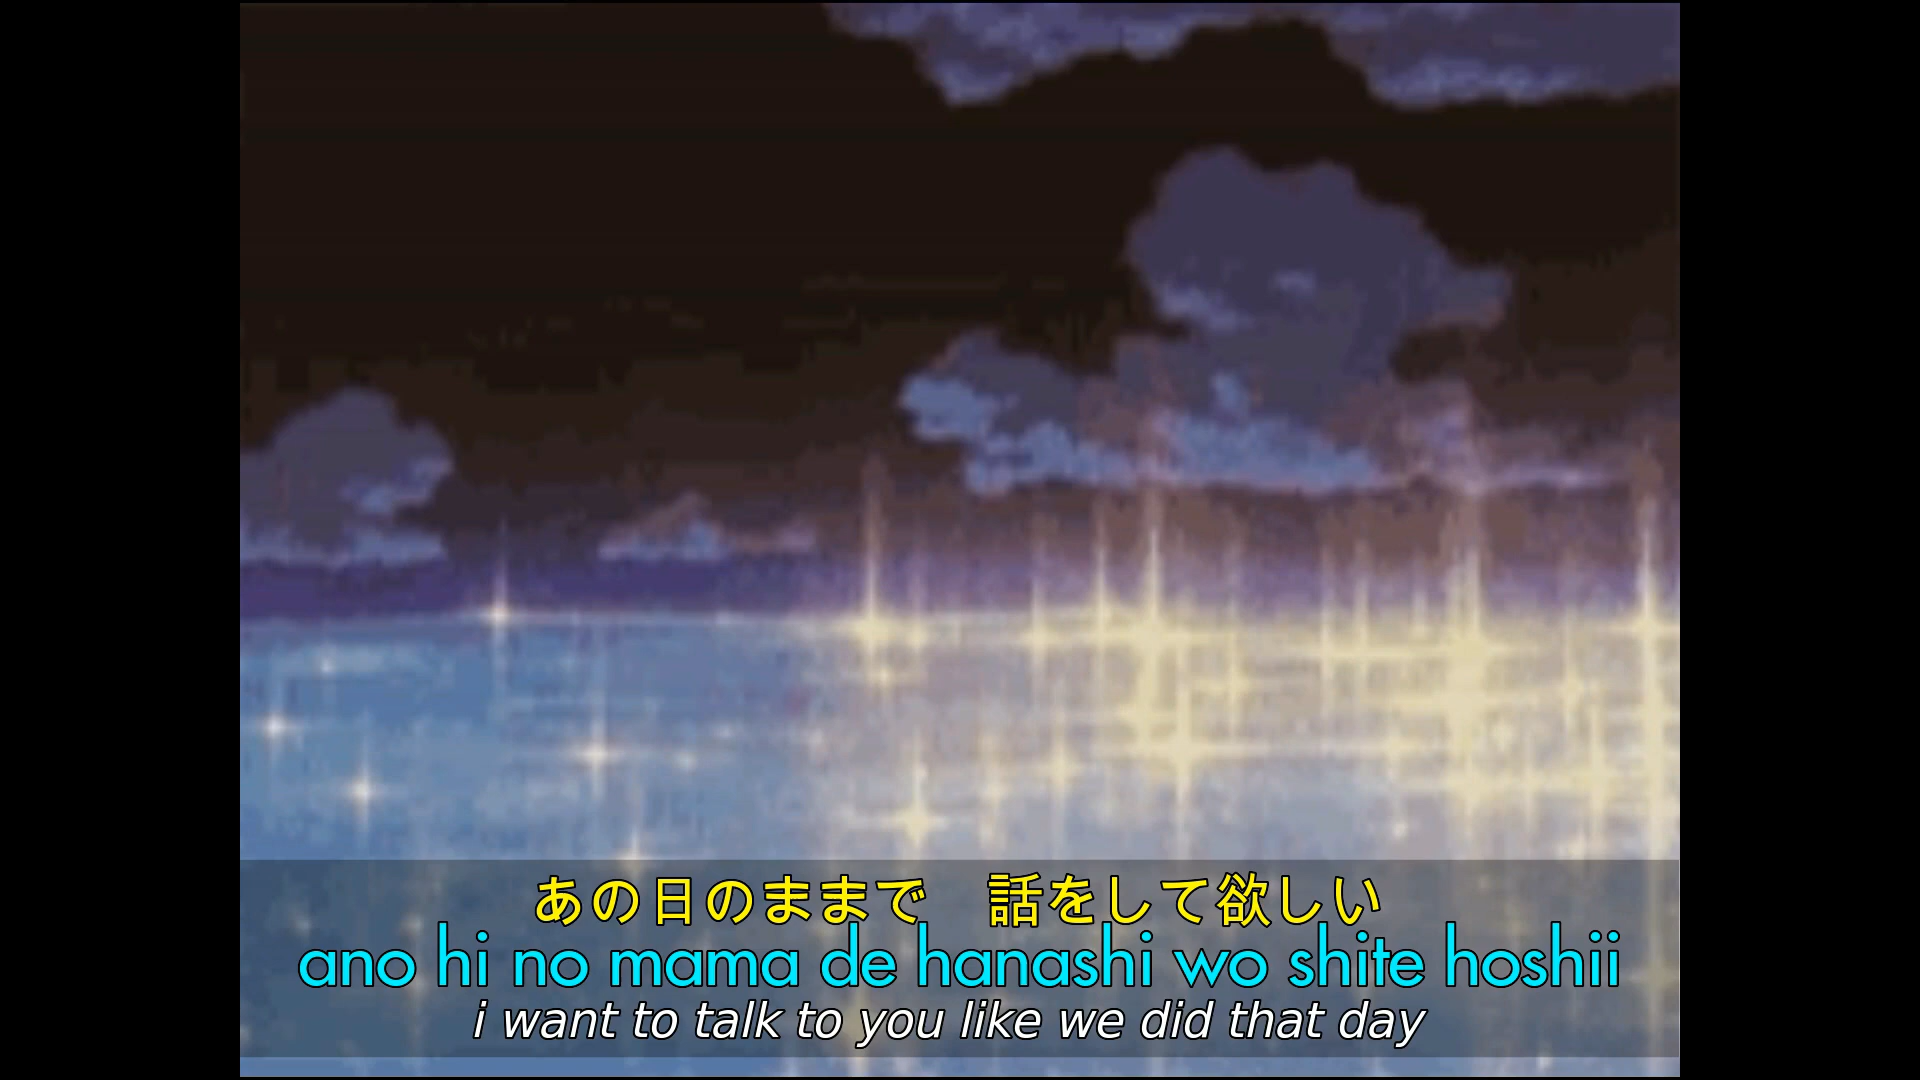 あの日のままで　話をして欲しい
ano hi no mama de hanashi wo shite hoshii
i want to talk to you like we did that day